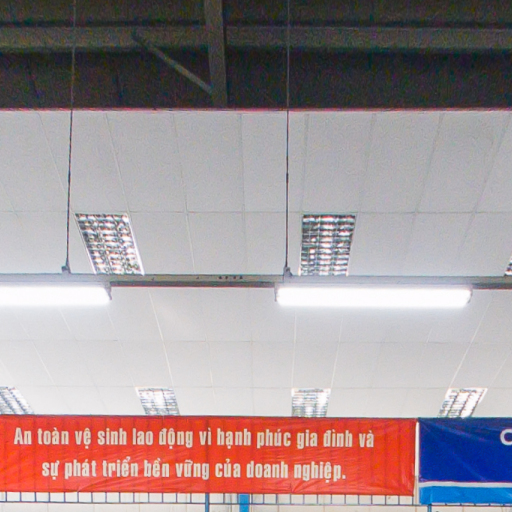 An toàn vệ sinh lao động vì hạnh phúc gia đình và
sự phát triển bền vững của doanh nghiệp.